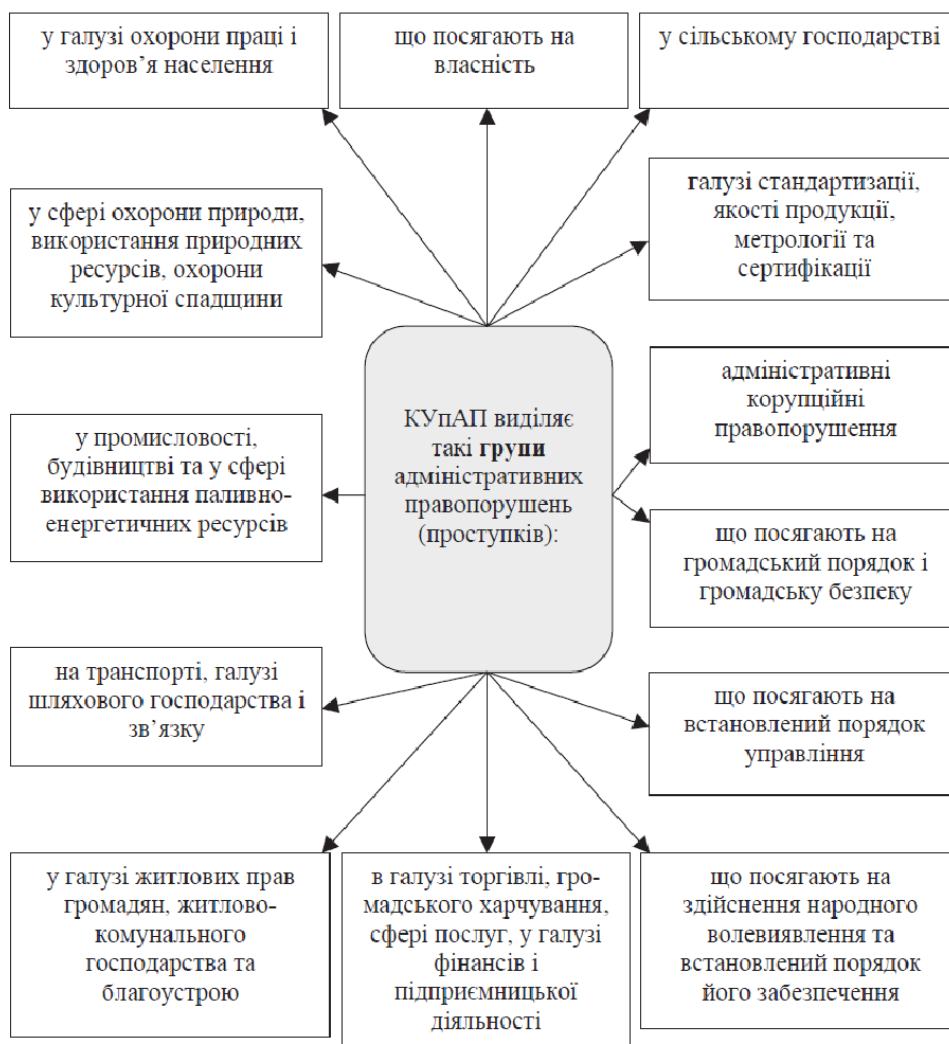 у галузі охорони праці і
здоров’я населення
що посягають на
власність
у сільському господарстві
у сфері охорони природи,
використання природних
ресурсів, охорони
культурної спадщини
галузі стандартизації,
якості продукції,
метрології та
сертифікації
КУпАП виділяє
такі групи
адміністративних
правопорушень
(проступків):
адміністративні
корупційні
правопорушення
у промисловості,
будівництві та у сфері
використання паливно-
енергетичних ресурсів
що посягають на
громадський порядок і
громадську безпеку
на транспорті, галузі
шляхового господарства і
зв’язку
що посягають на
встановлений порядок
управління
у галузі житлових прав
громадян, житлово-
комунального
господарства та
благоустрою
в галузі торгівлі, гро-
мадського харчування,
сфері послуг, у галузі
фінансів і
підприємницької
діяльності
що посягають на
здійснення народного
волевиявлення та
встановлений порядок
його забезпечення